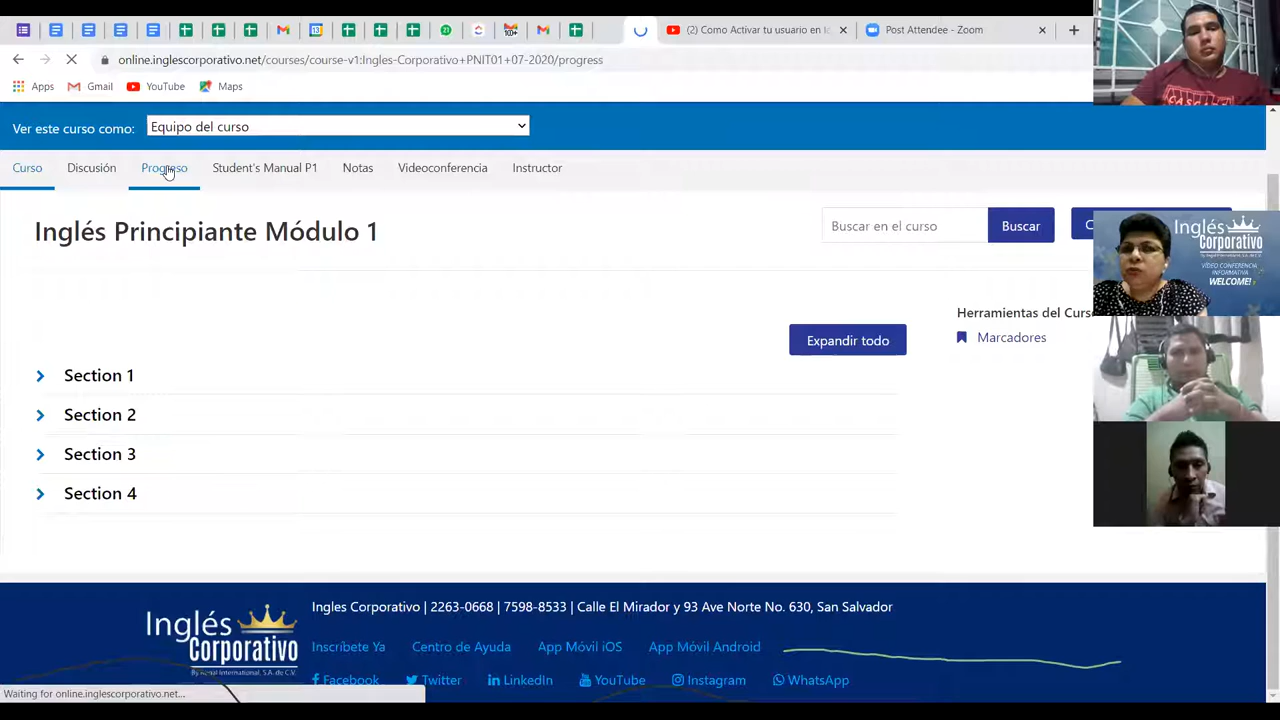 (2) Como Activar tu usuario en l
Post Attendee - Zoom
online.inglescorporativo.net/courses/course-v1:Ingles-Corporativo+PNIT01+07-2020/progress
Apps Gmail YouTube Maps
Ver este curso como: Equipo del curso
Curso Discusión Progreso Student's Manual P1 Notas Videoconferencia Instructor
Inglés Principiante Módulo 1
Buscar en el curso Buscar
Inglés
Corporativo
VÍDEO CONFERENCIA
INFORMATIVA
WELCOME!
Herramientas del Curso
Marcadores
Expandir todo
Section 1
Section 2
Section 3
Section 4
Inglés
Corporativo
Ingles Corporativo | 2263-0668 | 7598-8533 | Calle El Mirador y 93 Ave Norte No. 630, San Salvador
Inscríbete Ya Centro de Ayuda App Móvil iOS App Móvil Android
Facebook Twitter LinkedIn YouTube Instagram WhatsApp
Waiting for online.inglescorporativo.net...